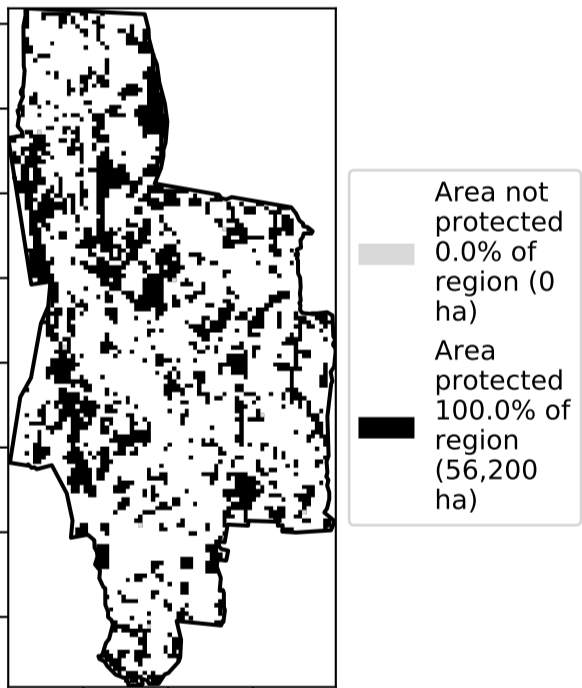 Area not
protected
0.0% of
region (0
ha)
Area
protected
100.0% of
region
(56,200
ha)